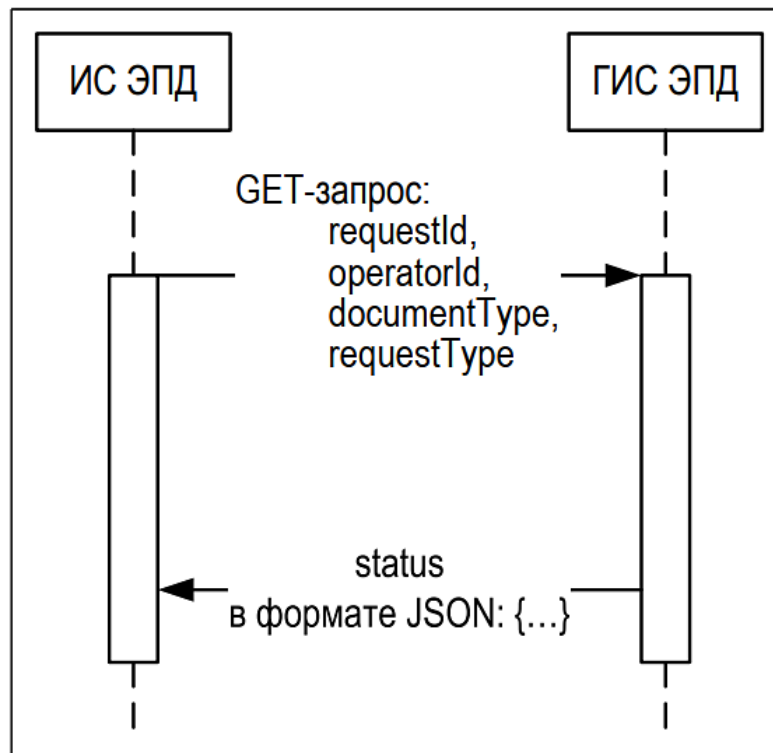 ИС ЭПД
ГИС ЭПД
GET-запрос:
requestId,
operatorId,
documentType,
requestType
status
в формате JSON: {...}